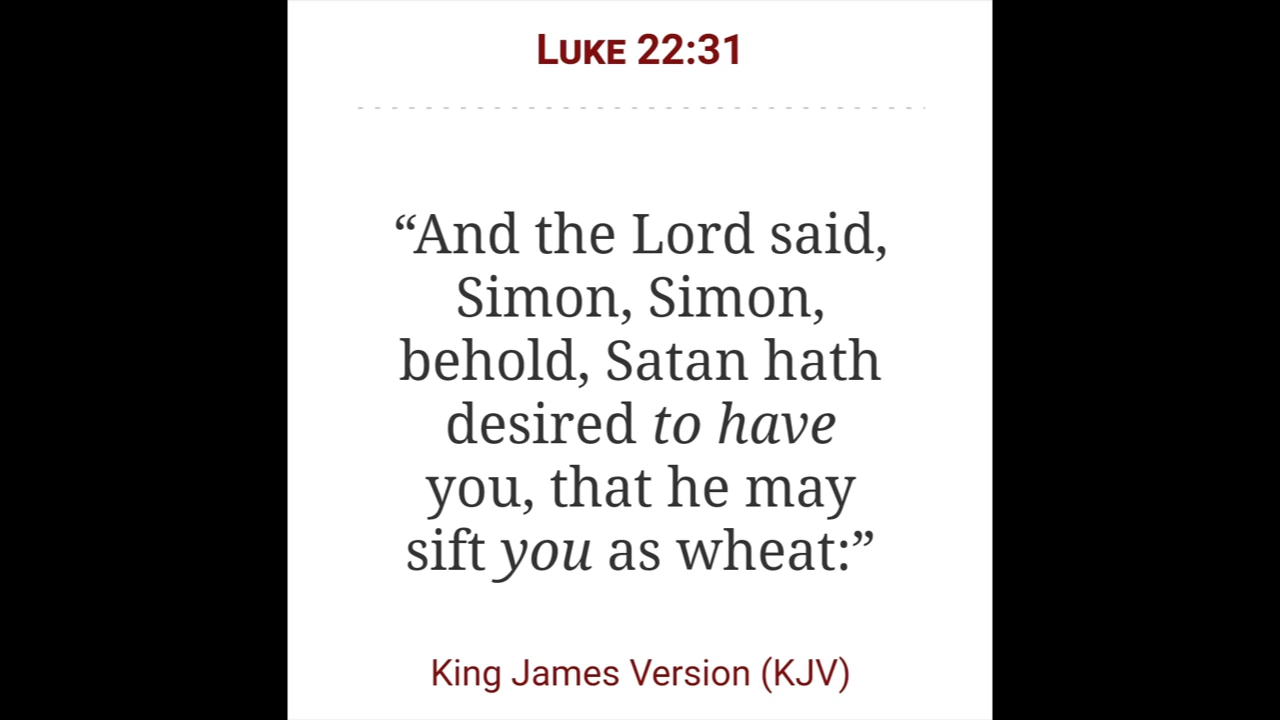 Luke 22:31
“And the Lord said,
Simon, Simon,
behold, Satan hath
desired to have
you, that he may
sift you as wheat:”
King James Version (KJV)